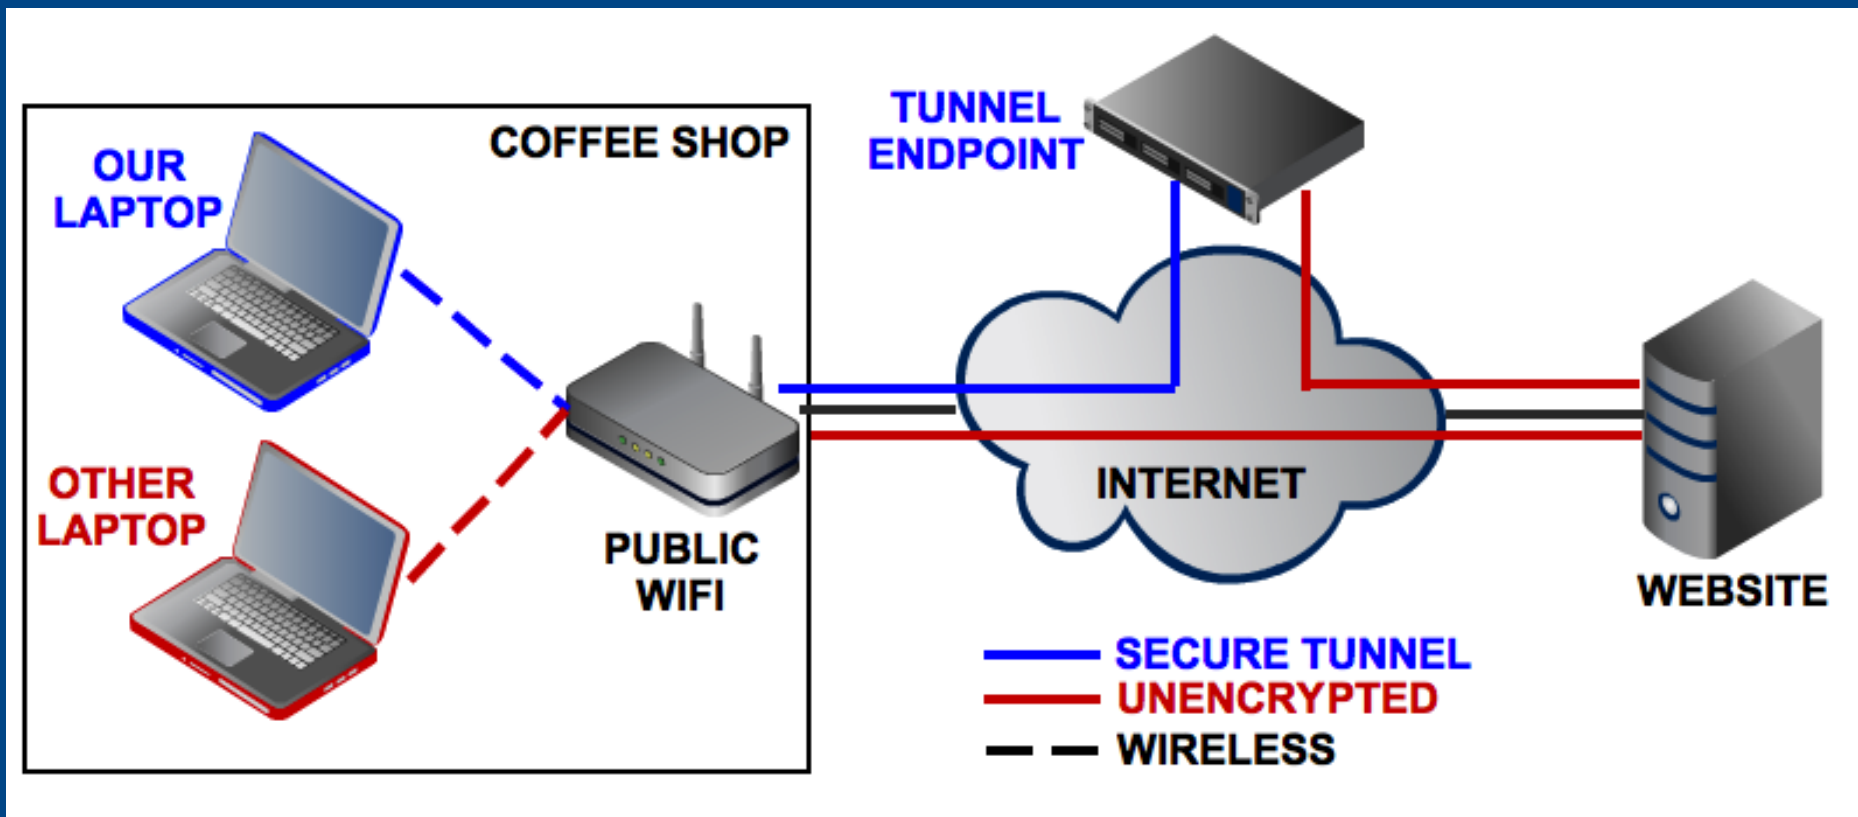 COFFEE SHOP
OUR
LAPTOP
OTHER
LAPTOP
PUBLIC
WIFI
TUNNEL
ENDPOINT
INTERNET
WEBSITE
SECURE TUNNEL
UNENCRYPTED
WIRELESS